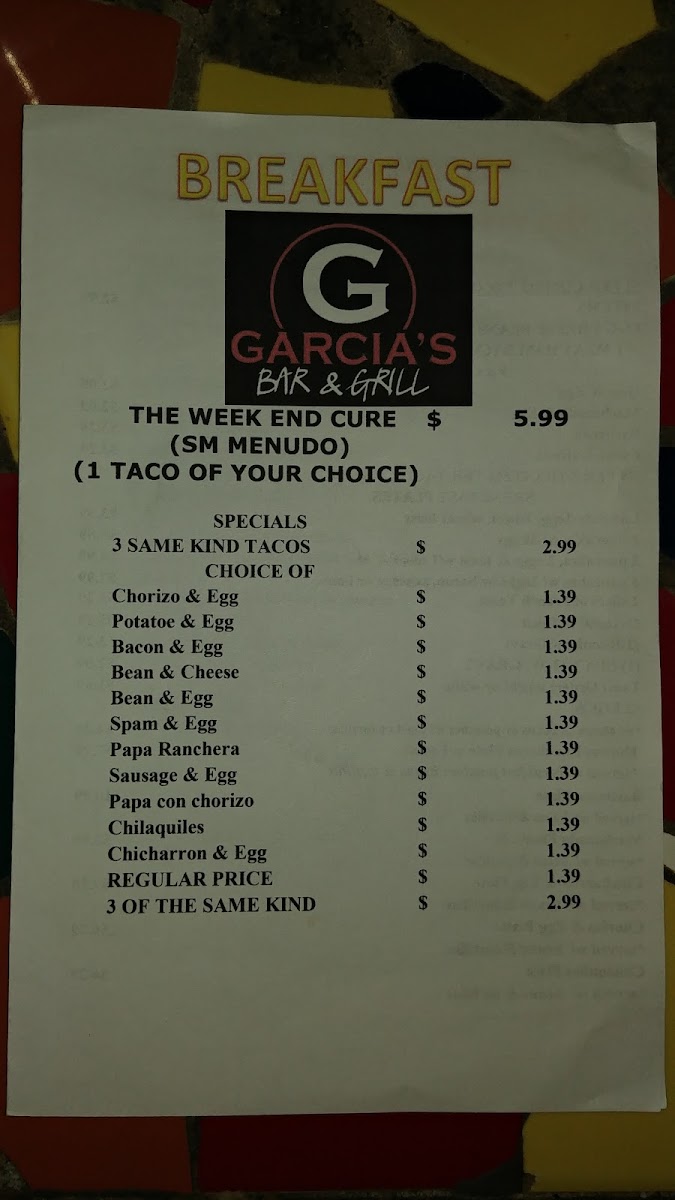 BREAKFAST
G
GARCIA'S
BAR & GRILL
THE WEEK END CURE $ 5.99
(SM MENUDO)
(1 TACO OF YOUR CHOICE)
SPECIALS
3 SAME KIND TACOS $ 2.99
CHOICE OF
Chorizo & Egg $ 1.39
Potatoe & Egg $ 1.39
Bacon & Egg $ 1.39
Bean & Cheese $ 1.39
Bean & Egg $ 1.39
Spam & Egg $ 1.39
Papa Ranchera $ 1.39
Sausage & Egg $ 1.39
Papa con chorizo $ 1.39
Chilaquiles $ 1.39
Chicharron & Egg $ 1.39
REGULAR PRICE $ 1.39
3 OF THE SAME KIND $ 2.99